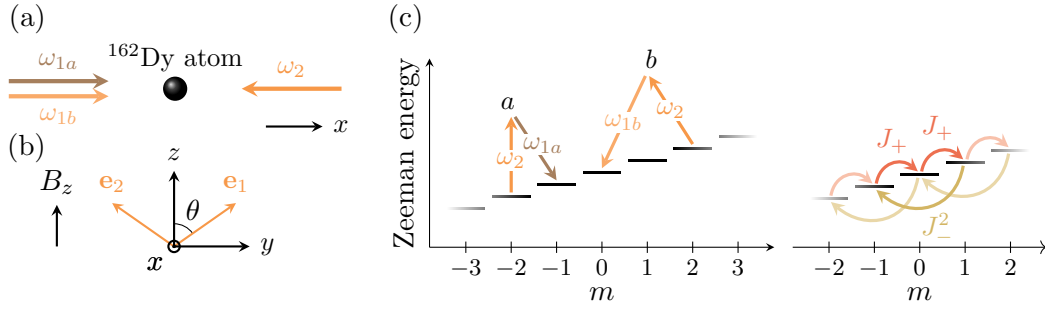 (a)
¹⁶²Dy atom
ω₁ₐ
ω₂
ω₁b
x
(b)
z
B_z
e₂
e₁
θ
y
x
(c)
Zeeman energy
a
b
ω₂
ω₁ₐ
ω₁b
ω₂
−3 −2 −1 0 1 2 3
m
J₊
J₊
J₋²
−2 −1 0 1 2
m